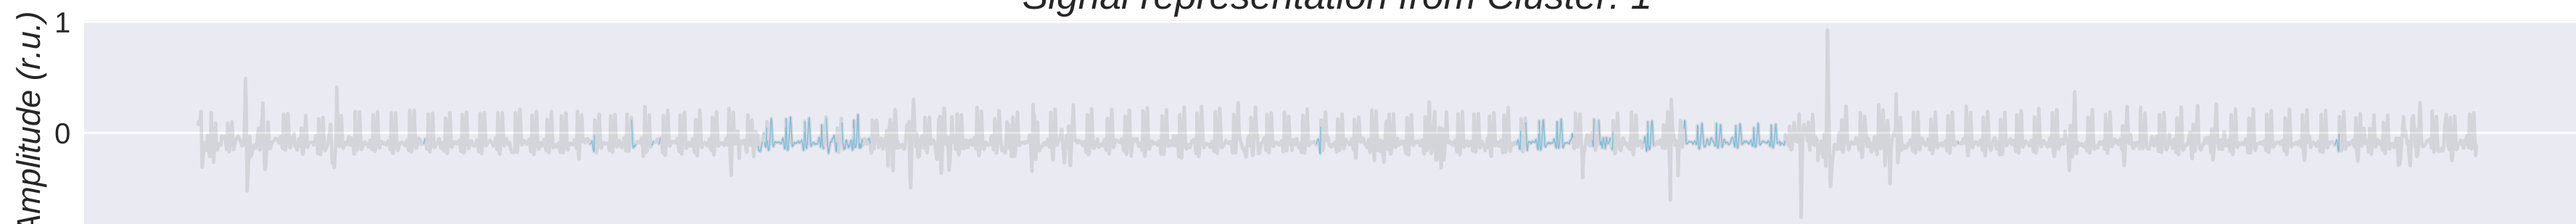 Signal representation from Cluster: 1
Amplitude (r.u.)
1
0